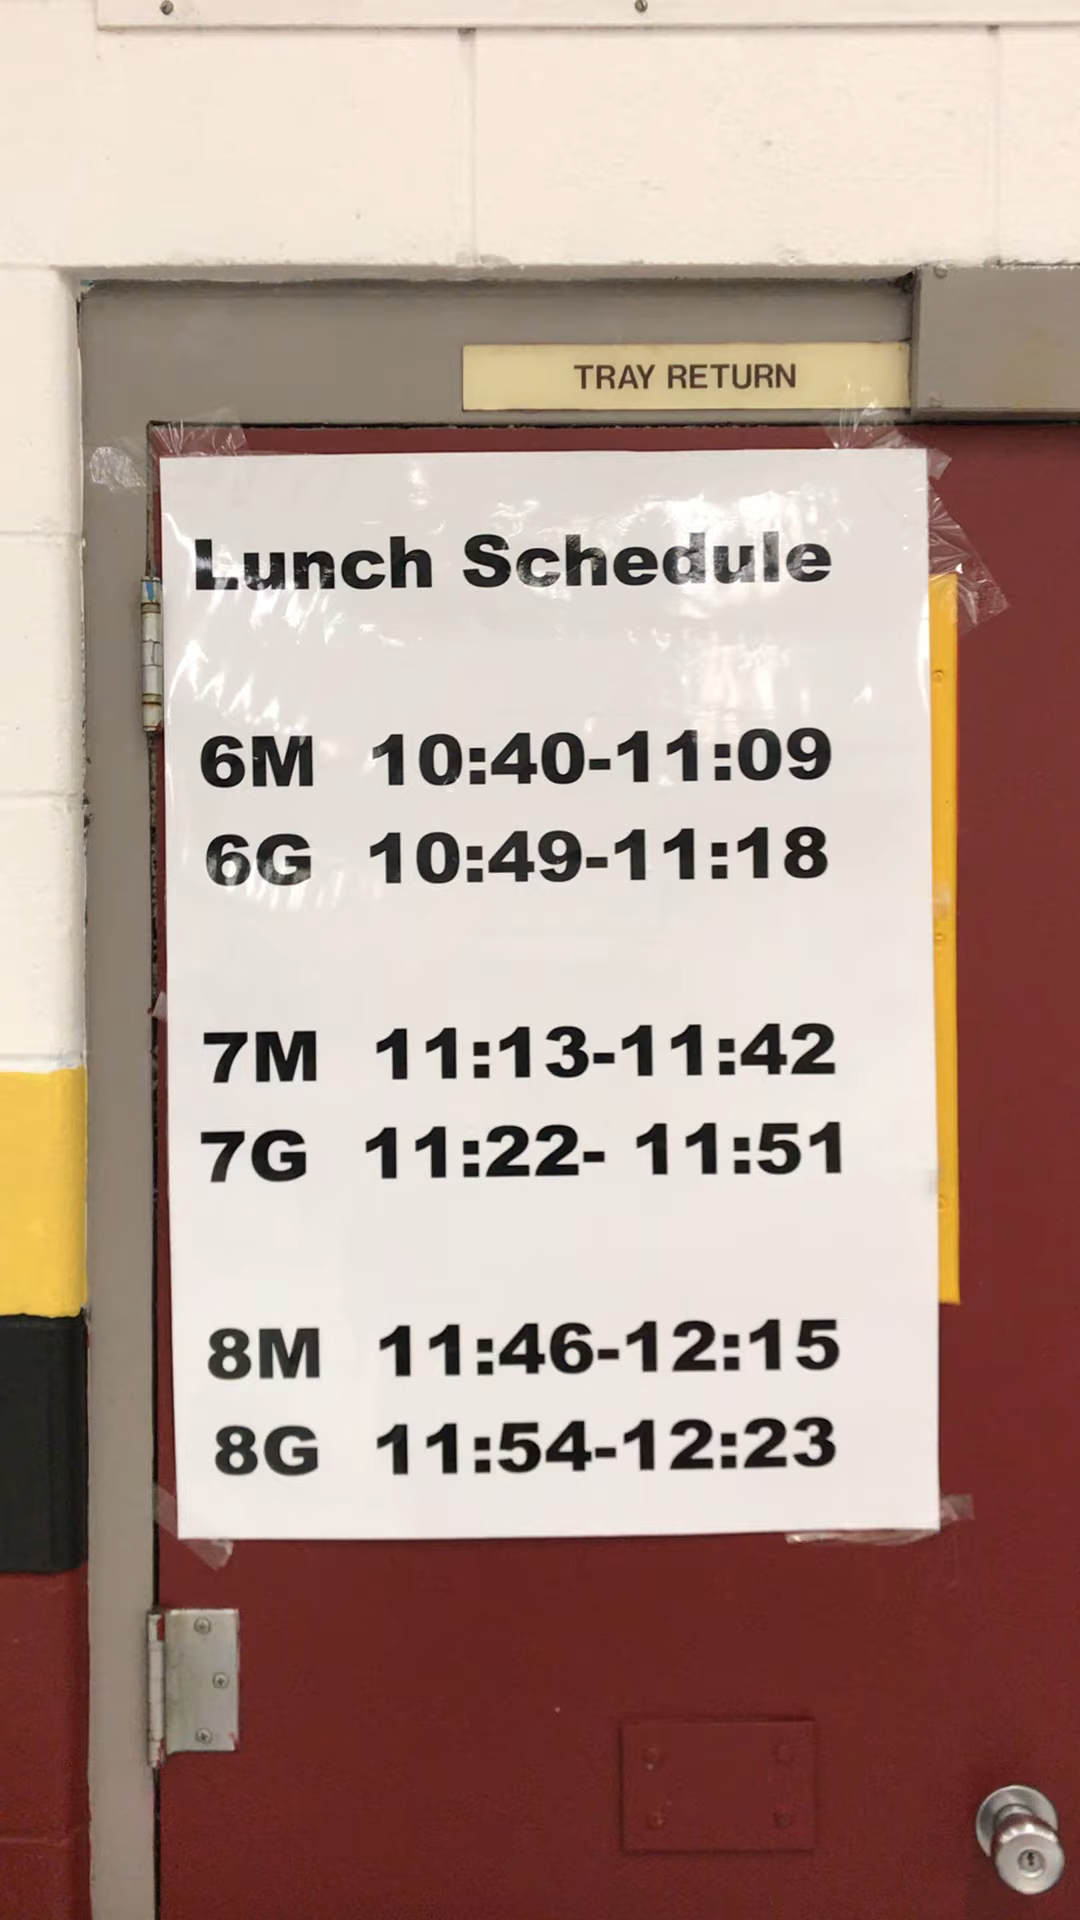 TRAY RETURN
Lunch Schedule
6M 10:40-11:09
6G 10:49-11:18
7M 11:13-11:42
7G 11:22- 11:51
8M 11:46-12:15
8G 11:54-12:23